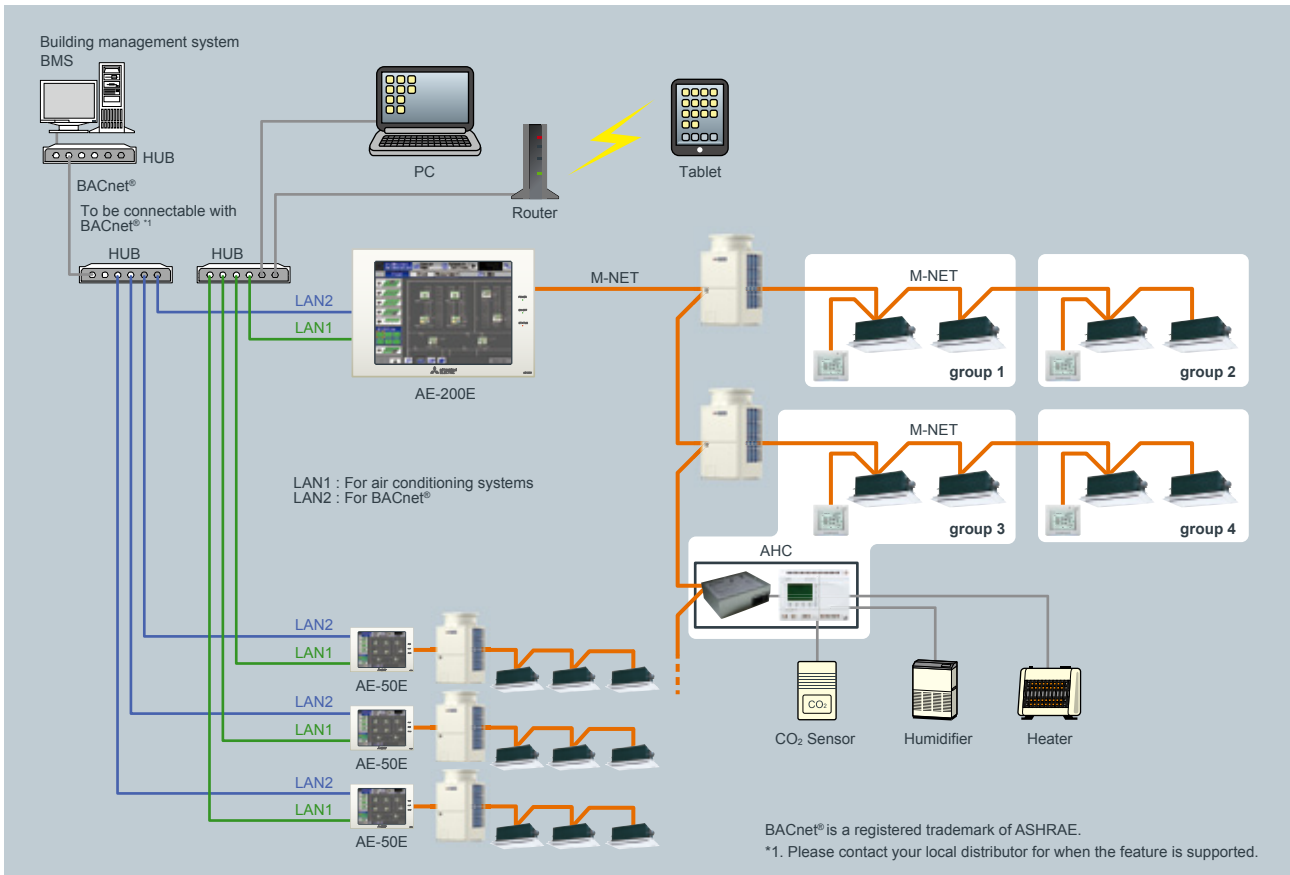 Building management system
BMS
HUB
BACnet®
To be connectable with
BACnet® *1
HUB
HUB
PC
Router
Tablet
LAN2
LAN1
MITSUBISHI
ELECTRIC
AE-200E
M-NET
M-NET
group 1
group 2
M-NET
group 3
group 4
LAN1 : For air conditioning systems
LAN2 : For BACnet®
AHC
CO₂
CO₂ Sensor
Humidifier
Heater
LAN2
LAN1
AE-50E
LAN2
LAN1
AE-50E
LAN2
LAN1
AE-50E
BACnet® is a registered trademark of ASHRAE.
*1. Please contact your local distributor for when the feature is supported.